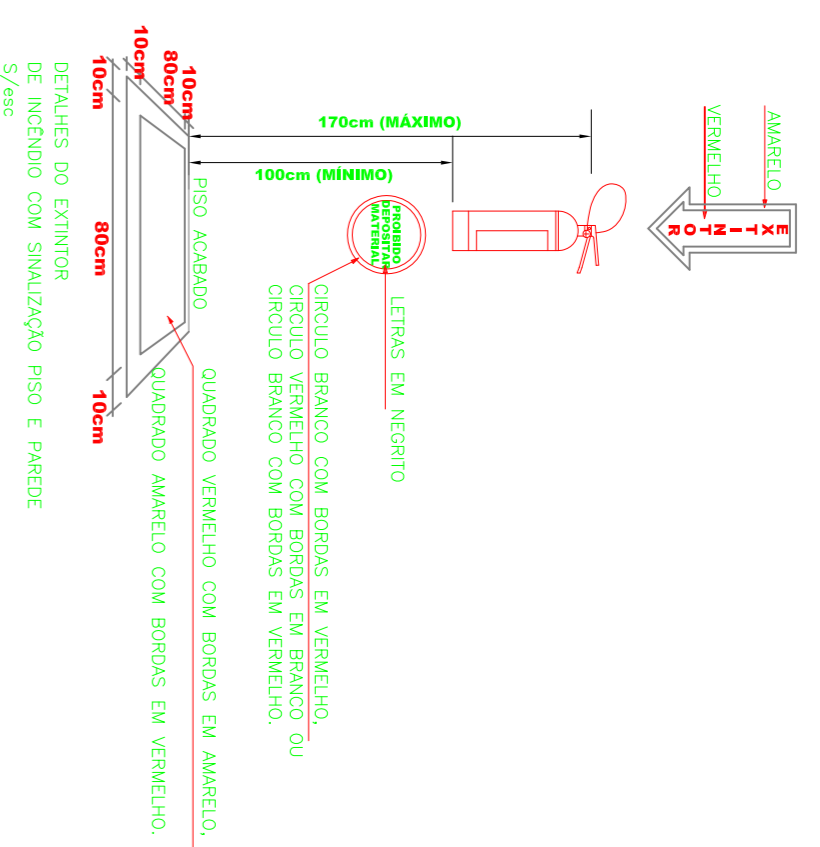 AMARELO
VERMELHO
EXTINTOR
170cm (MÁXIMO)
100cm (MÍNIMO)
PROIBIDO
DEPOSITAR
MATERIAL
LETRAS EM NEGRITO
CIRCULO BRANCO COM BORDAS EM VERMELHO,
CIRCULO VERMELHO COM BORDAS EM BRANCO OU
CIRCULO BRANCO COM BORDAS EM VERMELHO.
PISO ACABADO
QUADRADO VERMELHO COM BORDAS EM AMARELO,
QUADRADO AMARELO COM BORDAS EM VERMELHO.
10cm
80cm
10cm
10cm
80cm
10cm
DETALHES DO EXTINTOR
DE INCÊNDIO COM SINALIZAÇÃO PISO E PAREDE
S/esc